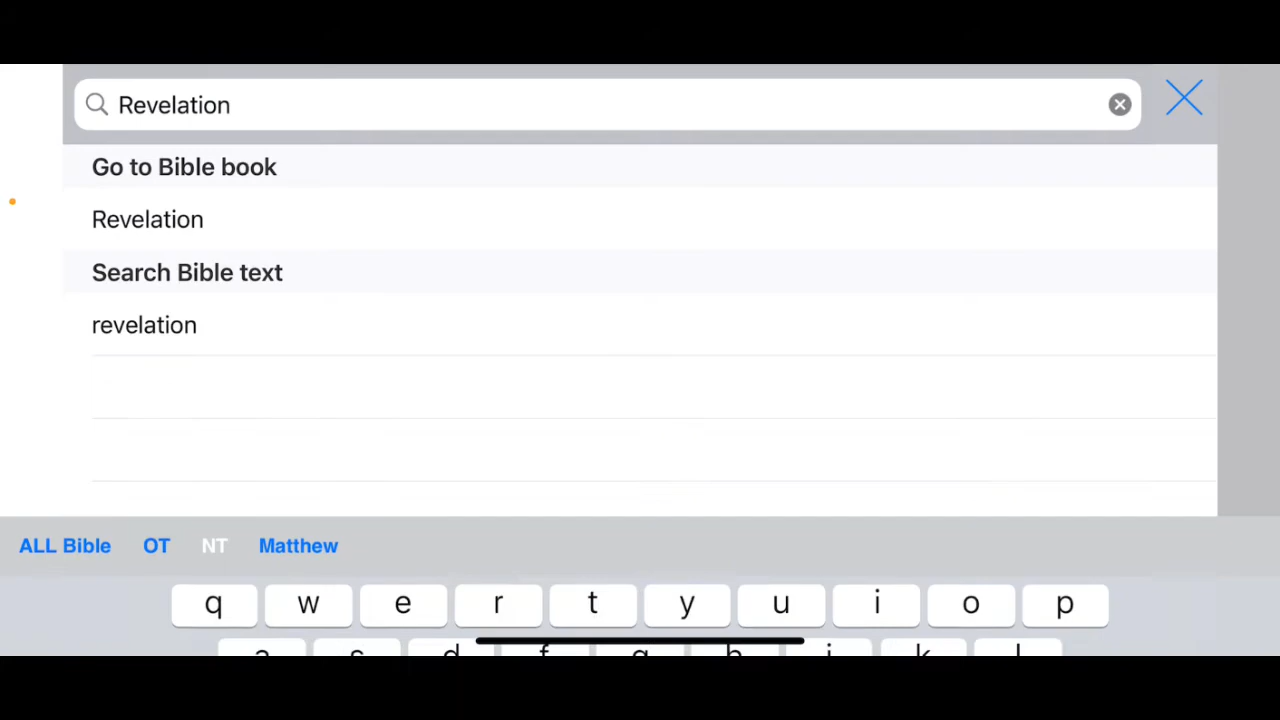 Revelation
Go to Bible book
Revelation
Search Bible text
revelation
ALL Bible OT NT Matthew
q w e r t y u i o p
a s d f g h j k l